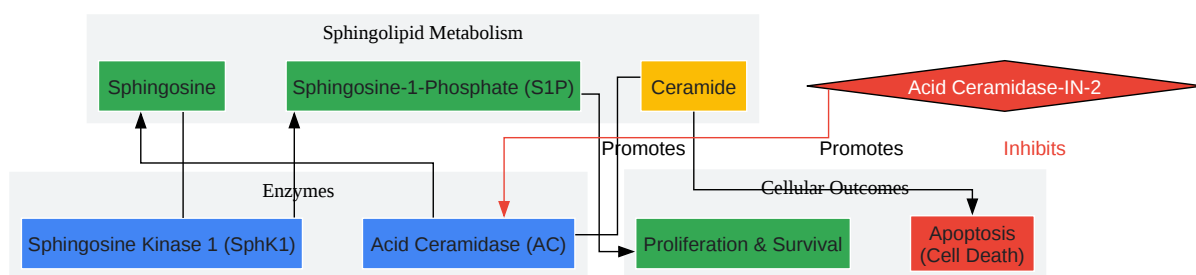 Sphingolipid Metabolism
Sphingosine
Sphingosine-1-Phosphate (S1P)
Ceramide
Acid Ceramidase-IN-2
Promotes
Promotes
Inhibits
Enzymes
Cellular Outcomes
Sphingosine Kinase 1 (SphK1)
Acid Ceramidase (AC)
Proliferation & Survival
Apoptosis
(Cell Death)